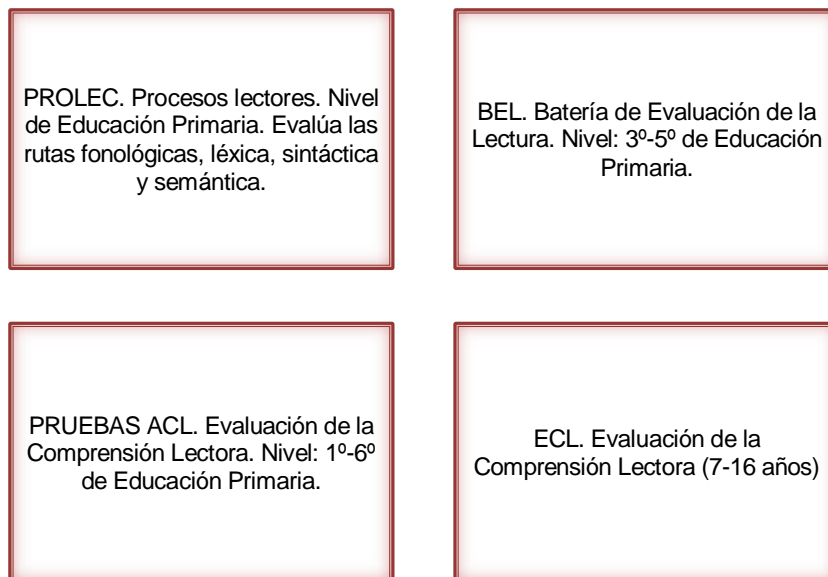 PROLEC. Procesos lectores. Nivel
de Educación Primaria. Evalúa las
rutas fonológicas, léxica, sintáctica
y semántica.
BEL. Batería de Evaluación de la
Lectura. Nivel: 3º-5º de Educación
Primaria.
PRUEBAS ACL. Evaluación de la
Comprensión Lectora. Nivel: 1º-6º
de Educación Primaria.
ECL. Evaluación de la
Comprensión Lectora (7-16 años)